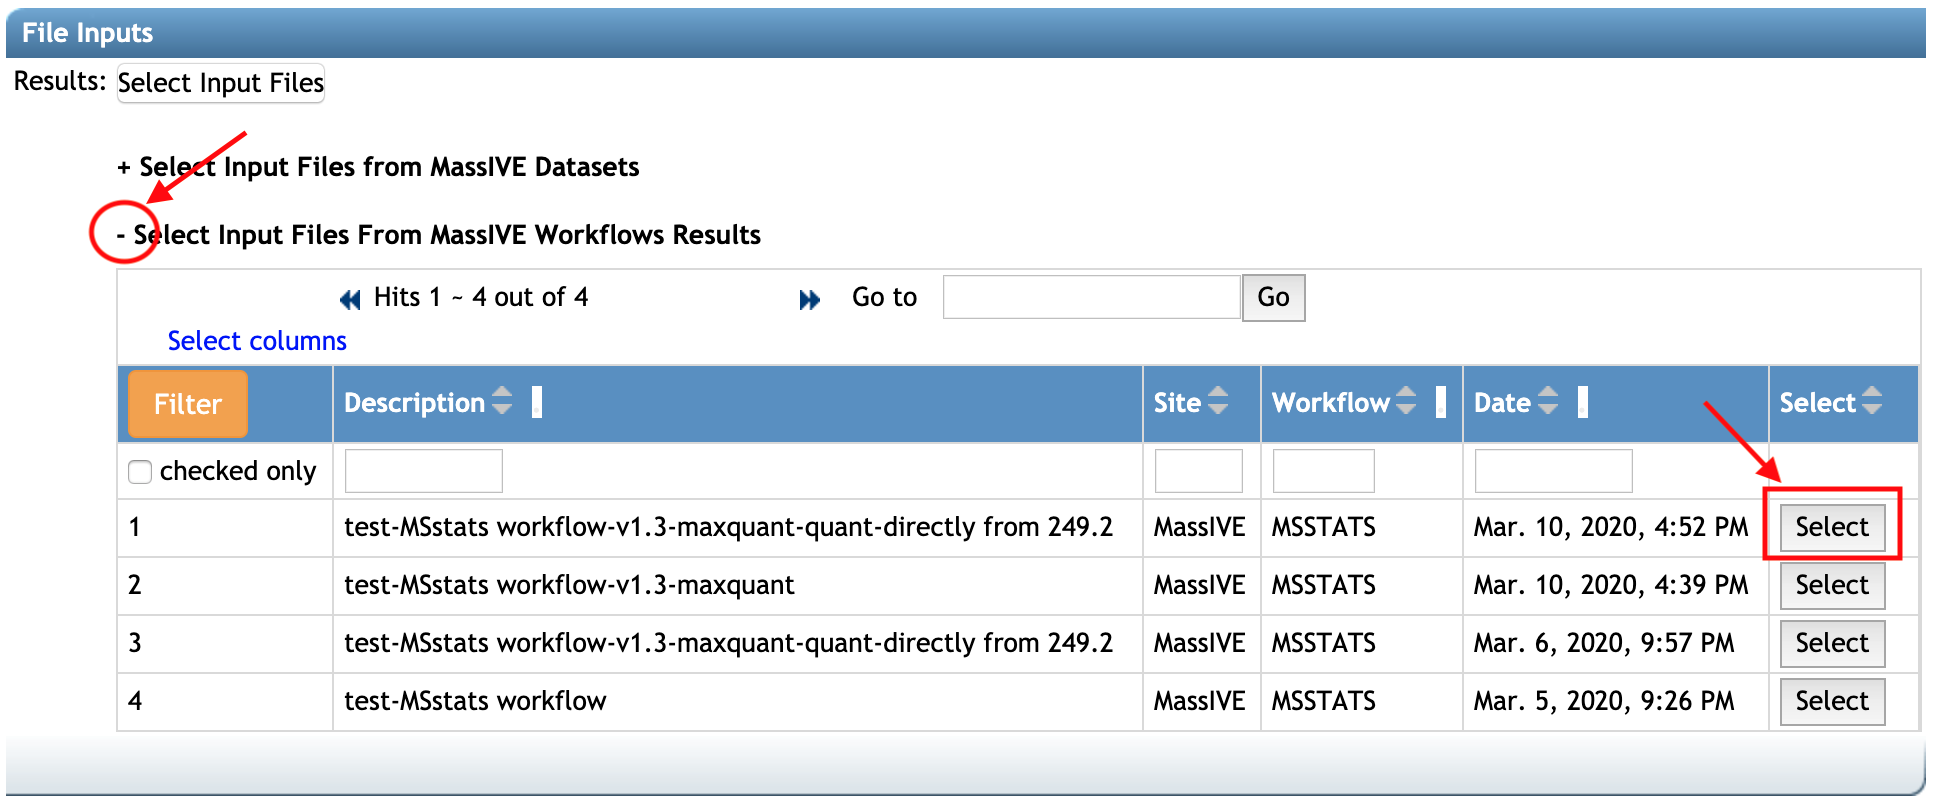 File Inputs
Results: Select Input Files
+ Select Input Files from MassIVE Datasets
- Select Input Files From MassIVE Workflows Results
Hits 1 ~ 4 out of 4 Go to Go
Select columns
Filter Description Site Workflow Date Select
checked only
1 test-MSstats workflow-v1.3-maxquant-quant-directly from 249.2 MassIVE MSSTATS Mar. 10, 2020, 4:52 PM Select
2 test-MSstats workflow-v1.3-maxquant MassIVE MSSTATS Mar. 10, 2020, 4:39 PM Select
3 test-MSstats workflow-v1.3-maxquant-quant-directly from 249.2 MassIVE MSSTATS Mar. 6, 2020, 9:57 PM Select
4 test-MSstats workflow MassIVE MSSTATS Mar. 5, 2020, 9:26 PM Select